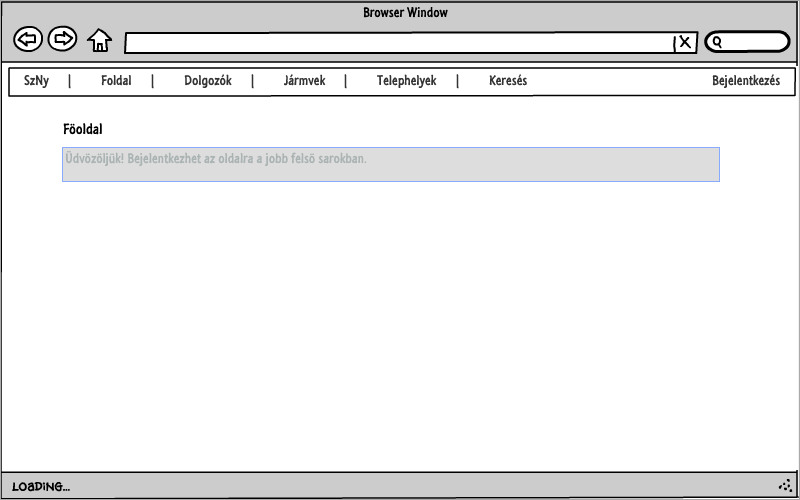 Browser Window
SzNy | Foldal | Dolgozók | Jármvek | Telephelyek | Keresés Bejelentkezés
Föoldal
Üdvözöljük! Bejelentkezhet az oldalra a jobb felsö sarokban.
LOADING...